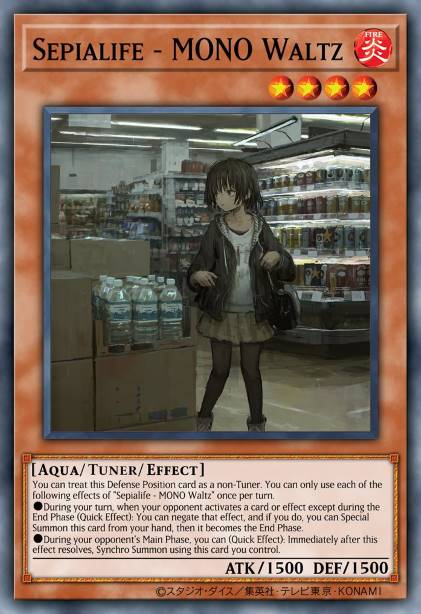 Sepialife - MONO Waltz
FIRE
炎
[Aqua/Tuner/Effect]
You can treat this Defense Position card as a non-Tuner. You can only use each of the
following effects of "Sepialife - MONO Waltz" once per turn.
●During your turn, when your opponent activates a card or effect except during the
End Phase (Quick Effect): You can negate that effect, and if you do, you can Special
Summon this card from your hand, then it becomes the End Phase.
●During your opponent's Main Phase, you can (Quick Effect): Immediately after this
effect resolves, Synchro Summon using this card you control.
ATK/1500 DEF/1500
©スタジオ・ダイス／集英社・テレビ東京・KONAMI